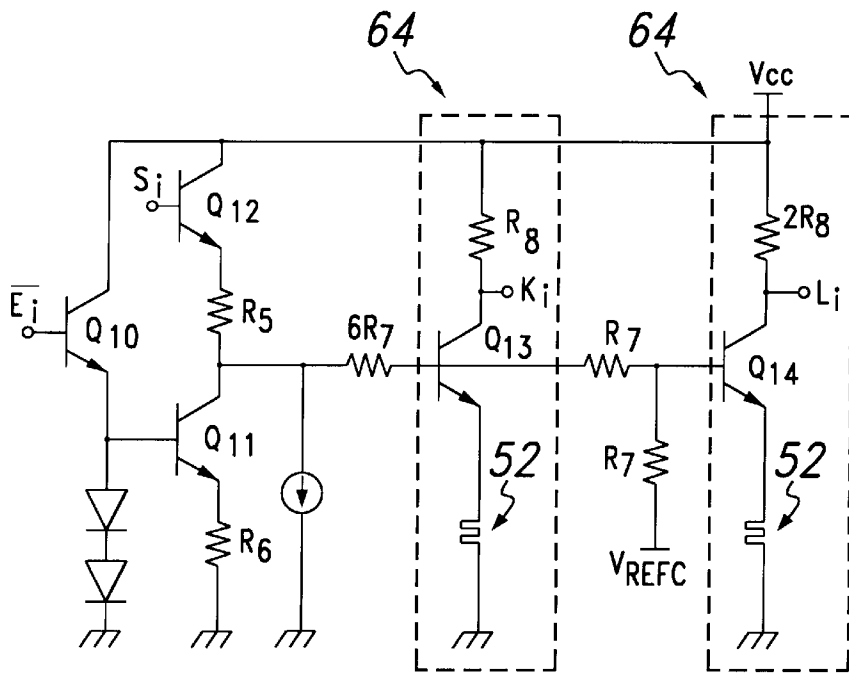 64
64
Vcc
Si
Q12
R8
2R8
Ei
Q10
R5
Ki
Li
6R7
Q13
R7
Q14
Q11
52
R7
52
R6
VREFC